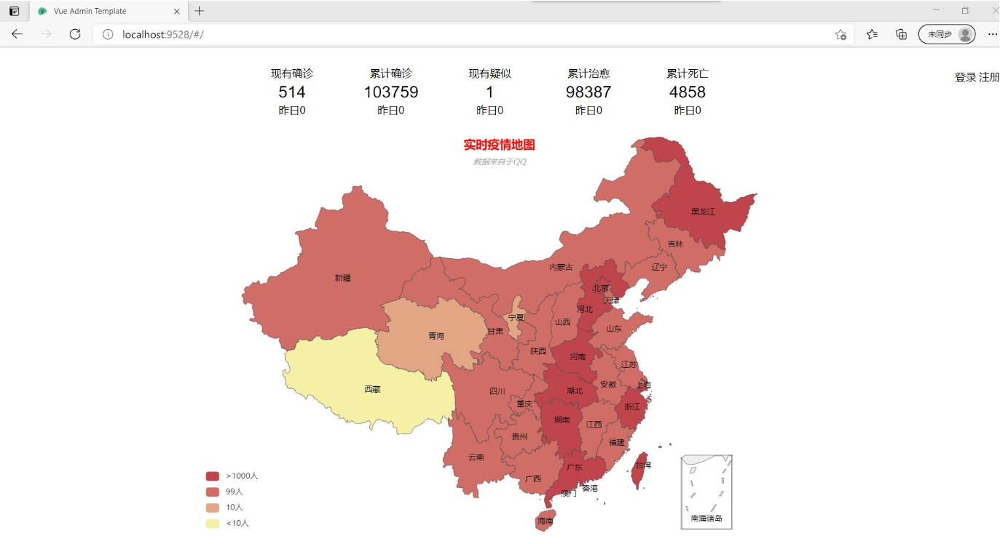 Vue Admin Template
localhost:9528/#/
未同步
登录 注册
现有确诊 累计确诊 现有疑似 累计治愈 累计死亡
514 103759 1 98387 4858
昨日0 昨日0 昨日0 昨日0 昨日0
实时疫情地图
数据来自于QQ
黑龙江
吉林
内蒙古
辽宁
新疆
北京
天津
河北
宁夏
山西
山东
甘肃
青海
陕西
河南
江苏
安徽
上海
西藏
四川
湖北
重庆
浙江
湖南
江西
贵州
福建
云南
广东
台湾
广西
香港
澳门
海南
南海诸岛
>1000人
99人
10人
<10人